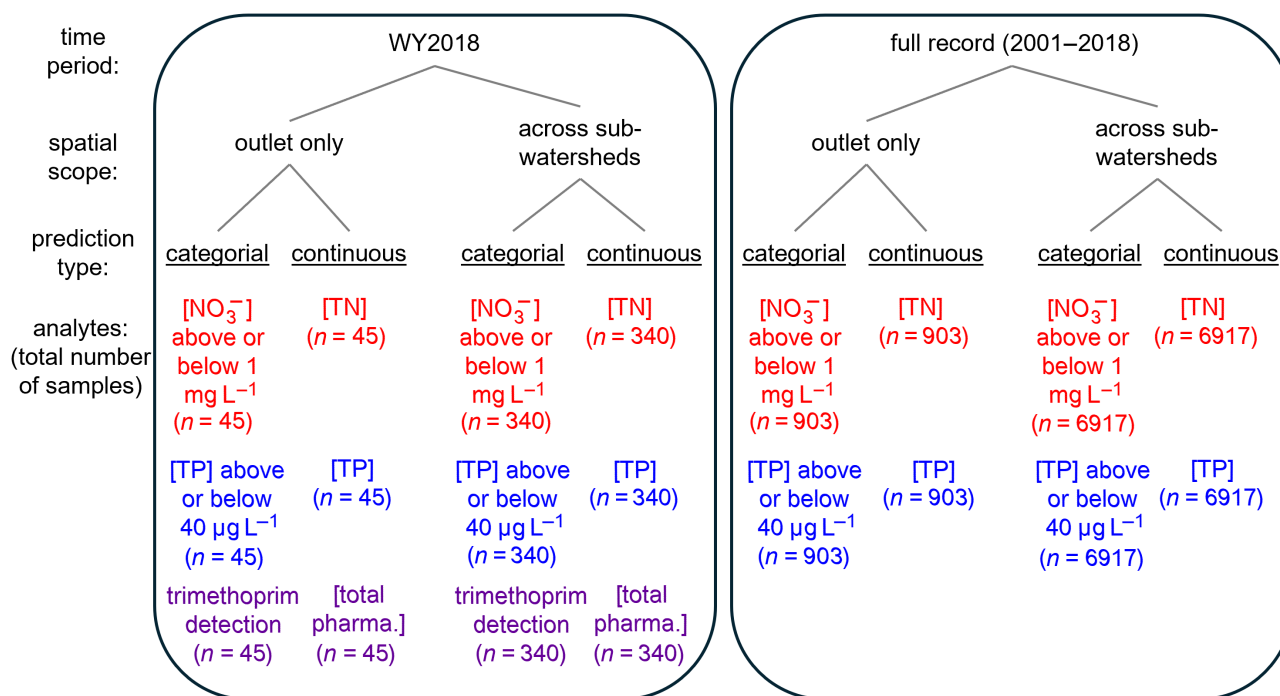 time
period:
WY2018
full record (2001–2018)
spatial
scope:
outlet only
across sub-
watersheds
outlet only
across sub-
watersheds
prediction
type:
categorial
continuous
categorial
continuous
categorial
continuous
categorial
continuous
analytes:
(total number
of samples)
[NO₃⁻]
above or
below 1
mg L⁻¹
(n = 45)
[TN]
(n = 45)
[NO₃⁻]
above or
below 1
mg L⁻¹
(n = 340)
[TN]
(n = 340)
[NO₃⁻]
above or
below 1
mg L⁻¹
(n = 903)
[TN]
(n = 903)
[NO₃⁻]
above or
below 1
mg L⁻¹
(n = 6917)
[TN]
(n = 6917)
[TP] above
or below
40 µg L⁻¹
(n = 45)
[TP]
(n = 45)
[TP] above
or below
40 µg L⁻¹
(n = 340)
[TP]
(n = 340)
[TP] above
or below
40 µg L⁻¹
(n = 903)
[TP]
(n = 903)
[TP] above
or below
40 µg L⁻¹
(n = 6917)
[TP]
(n = 6917)
trimethoprim
detection
(n = 45)
[total
pharma.]
(n = 45)
trimethoprim
detection
(n = 340)
[total
pharma.]
(n = 340)